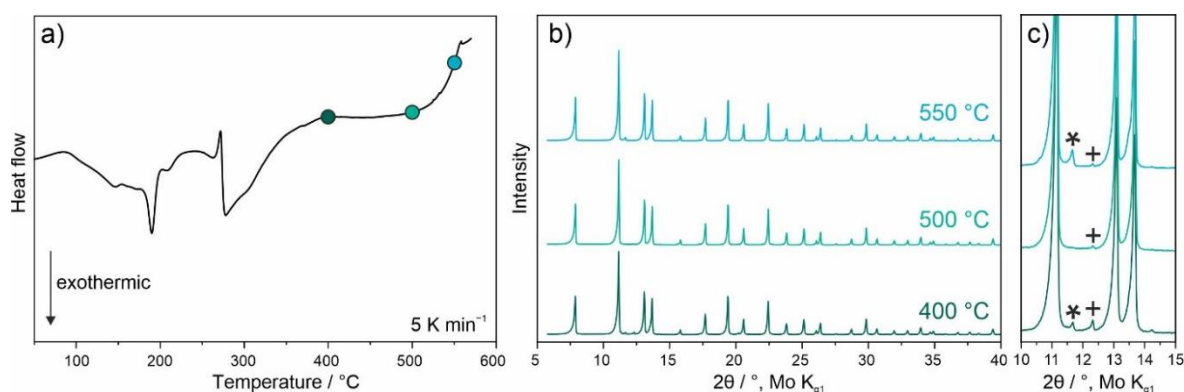 a)
Heat flow
exothermic
5 K min⁻¹
100 200 300 400 500 600
Temperature / °C
b)
Intensity
550 °C
500 °C
400 °C
5 10 15 20 25 30 35 40
2θ / °, Mo Kα1
c)
* +
+
* +
10 11 12 13 14 15
2θ / °, Mo Kα1